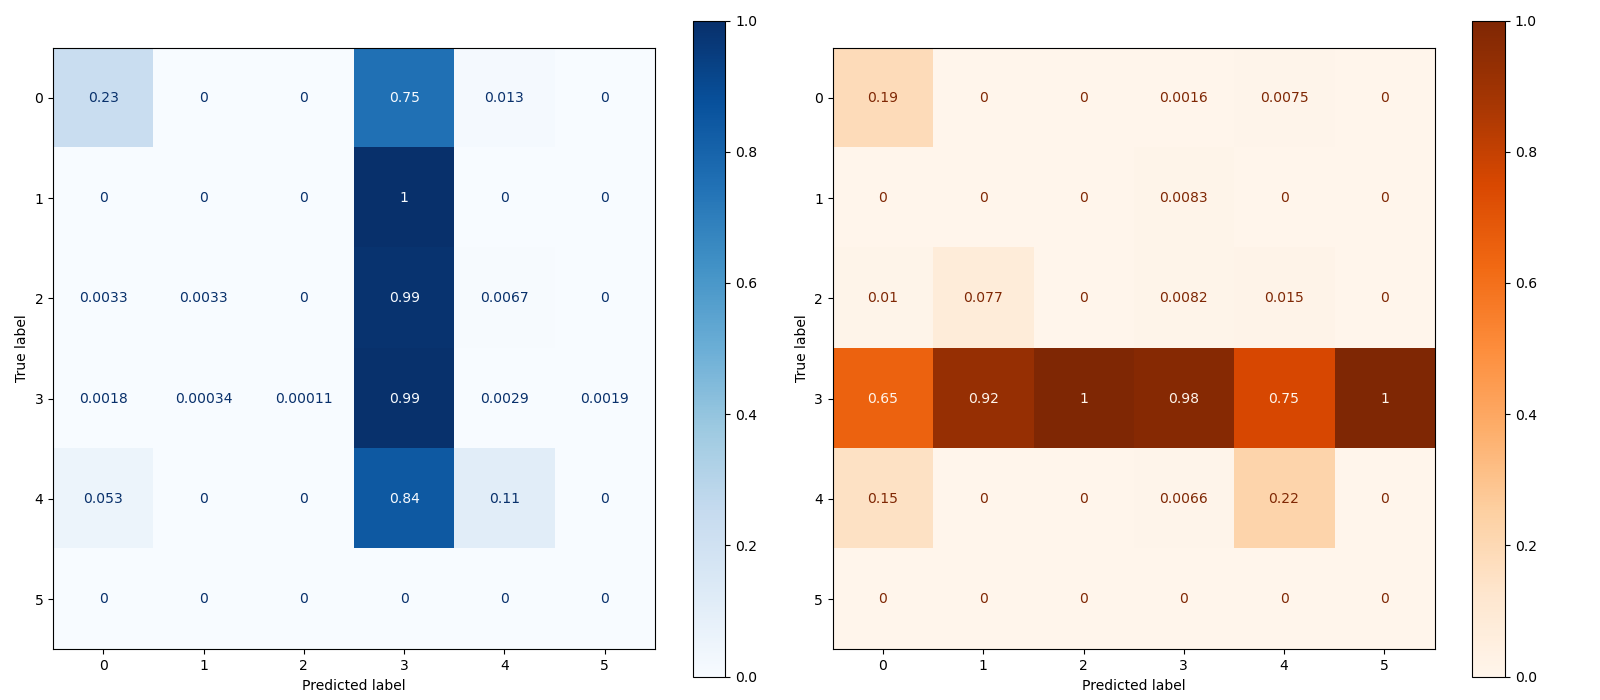 1.0
1.0
0 0.23 0 0 0.75 0.013 0
0 0.19 0 0 0.0016 0.0075 0
0.8
0.8
1 0 0 0 1 0 0
1 0 0 0 0.0083 0 0
0.6
0.6
2 0.0033 0.0033 0 0.99 0.0067 0
2 0.01 0.077 0 0.0082 0.015 0
True label
True label
3 0.0018 0.00034 0.00011 0.99 0.0029 0.0019
3 0.65 0.92 1 0.98 0.75 1
0.4
0.4
4 0.053 0 0 0.84 0.11 0
4 0.15 0 0 0.0066 0.22 0
0.2
0.2
5 0 0 0 0 0 0
5 0 0 0 0 0 0
0.0
0.0
0 1 2 3 4 5
0 1 2 3 4 5
Predicted label
Predicted label